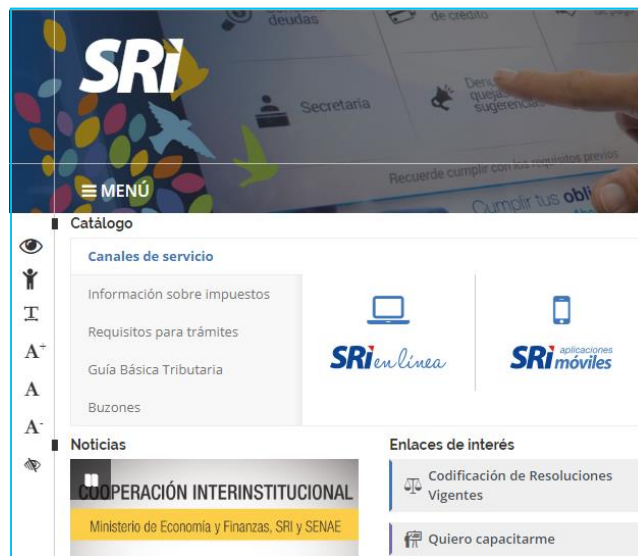 deudas
de crédito
SRi
Secretaría
quejas
sugerencias
Recuerde cumplir con los requisitos previos
MENÚ
Cumplir tus
Catálogo
Canales de servicio
Información sobre impuestos
Requisitos para trámites
Guía Básica Tributaria
Buzones
SRi en línea
SRi aplicaciones
móviles
T
A+
A
A-
Noticias
Enlaces de interés
COOPERACIÓN INTERINSTITUCIONAL
Ministerio de Economía y Finanzas, SRI y SENAE
Codificación de Resoluciones
Vigentes
Quiero capacitarme